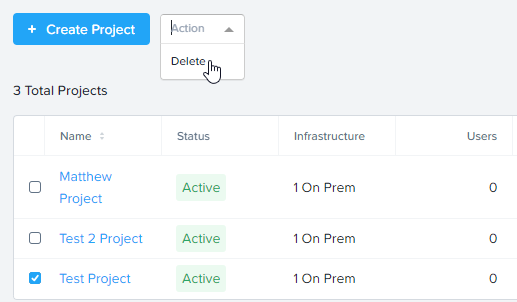 + Create Project
Action
Delete
3 Total Projects
Name Status Infrastructure Users
Matthew
Project Active 1 On Prem 0
Test 2 Project Active 1 On Prem 0
Test Project Active 1 On Prem 0